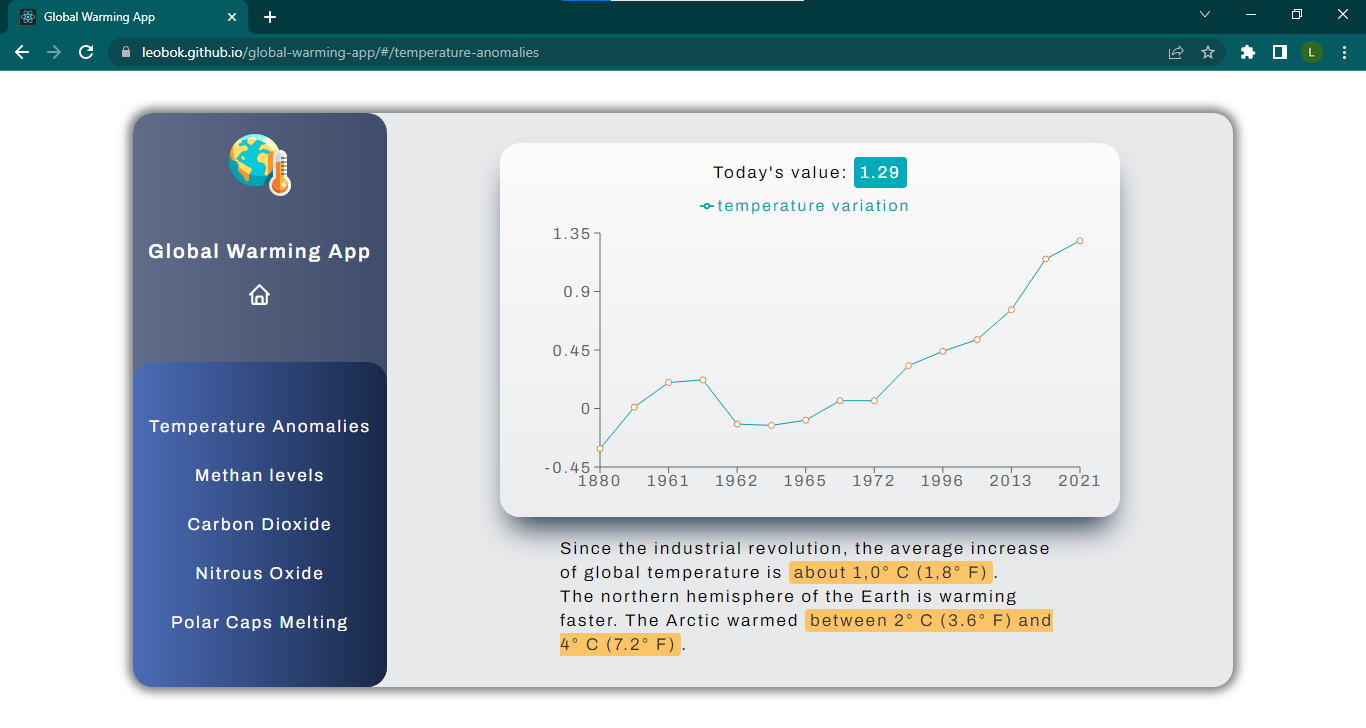 Global Warming App
leobok.github.io/global-warming-app/#/temperature-anomalies
L
Global Warming App
Temperature Anomalies
Methan levels
Carbon Dioxide
Nitrous Oxide
Polar Caps Melting
Today's value: 1.29
temperature variation
1.35
0.9
0.45
0
-0.45
1880 1961 1962 1965 1972 1996 2013 2021
Since the industrial revolution, the average increase
of global temperature is about 1,0° C (1,8° F).
The northern hemisphere of the Earth is warming
faster. The Arctic warmed between 2° C (3.6° F) and
4° C (7.2° F).